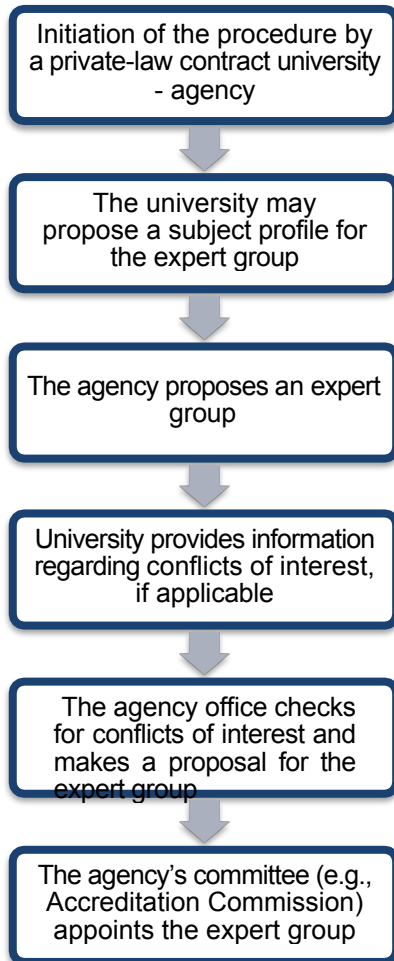 Initiation of the procedure by
a private-law contract university
- agency
The university may
propose a subject profile for
the expert group
The agency proposes an expert
group
University provides information
regarding conflicts of interest,
if applicable
The agency office checks
for conflicts of interest and
makes a proposal for the
expert group
The agency’s committee (e.g.,
Accreditation Commission)
appoints the expert group